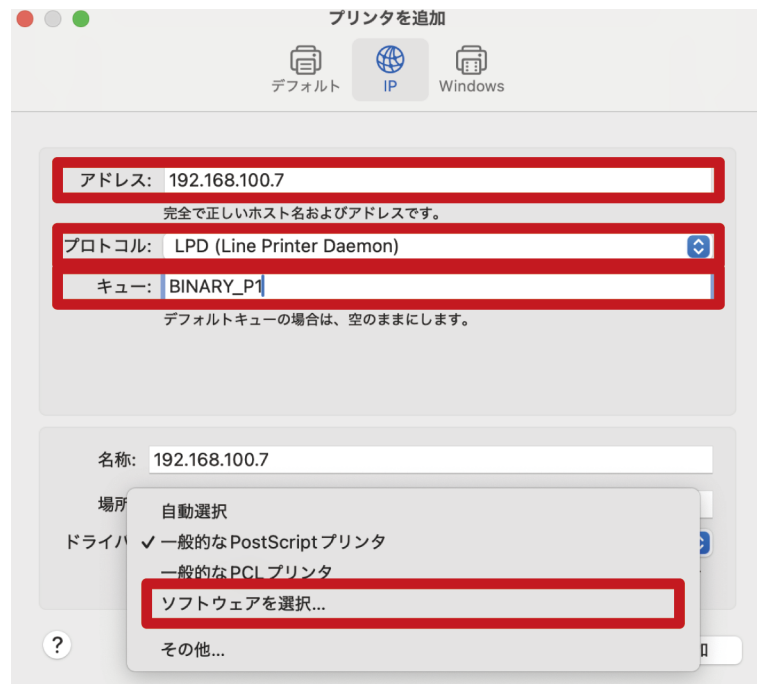 プリンタを追加
デフォルト IP Windows
アドレス: 192.168.100.7
完全で正しいホスト名およびアドレスです。
プロトコル: LPD (Line Printer Daemon)
キュー: BINARY_P1
デフォルトキューの場合は、空のままにします。
名称: 192.168.100.7
場所
自動選択
ドライバ ✓ 一般的なPostScriptプリンタ
一般的なPCLプリンタ
ソフトウェアを選択...
? その他...